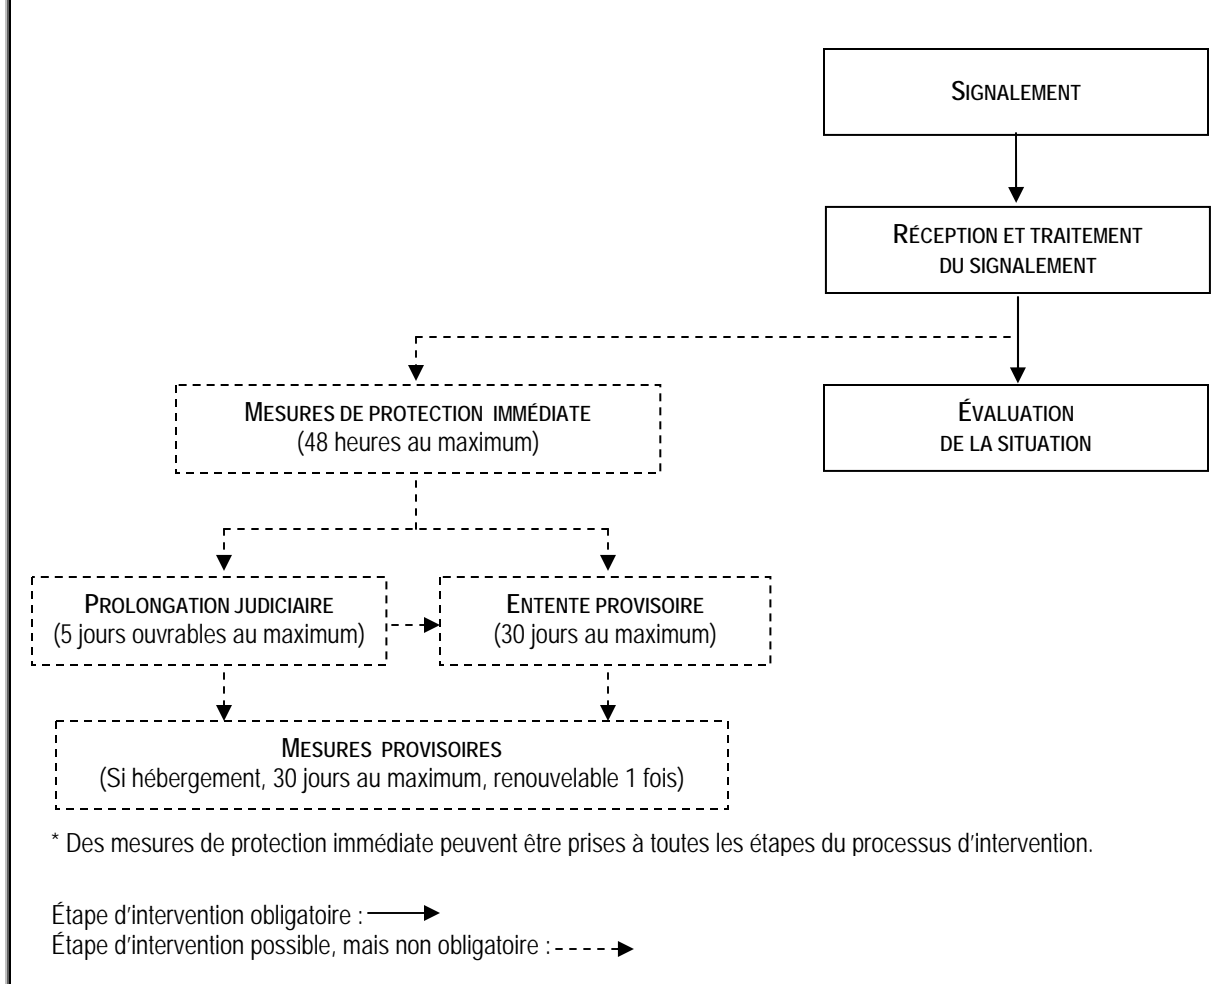 SIGNALEMENT
RÉCEPTION ET TRAITEMENT
DU SIGNALEMENT
MESURES DE PROTECTION IMMÉDIATE
(48 heures au maximum)
ÉVALUATION
DE LA SITUATION
PROLONGATION JUDICIAIRE
(5 jours ouvrables au maximum)
ENTENTE PROVISOIRE
(30 jours au maximum)
MESURES PROVISOIRES
(Si hébergement, 30 jours au maximum, renouvelable 1 fois)
* Des mesures de protection immédiate peuvent être prises à toutes les étapes du processus d'intervention.
Étape d'intervention obligatoire :
Étape d'intervention possible, mais non obligatoire :